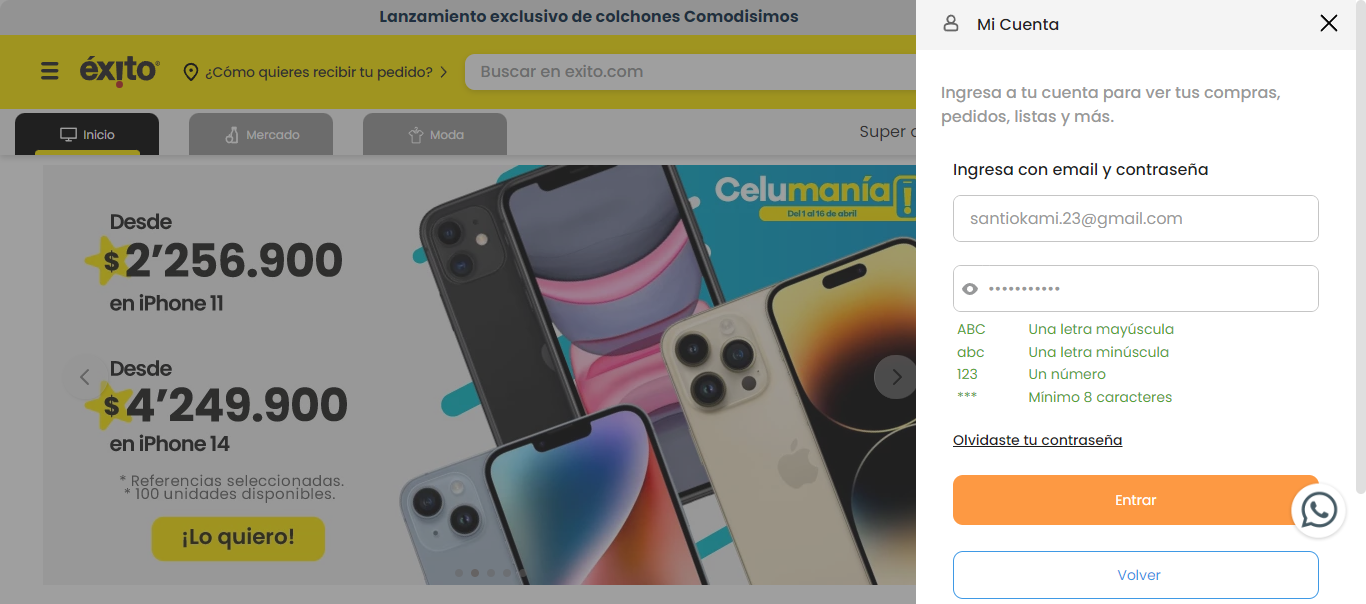 Lanzamiento exclusivo de colchones Comodisimos
éxito
¿Cómo quieres recibir tu pedido?
Buscar en exito.com
Inicio
Mercado
Moda
Super
Desde
$2’256.900
en iPhone 11
Desde
$4’249.900
en iPhone 14
* Referencias seleccionadas.
* 100 unidades disponibles.
¡Lo quiero!
Celumanía
Del 1 al 16 de abril
Mi Cuenta
Ingresa a tu cuenta para ver tus compras,
pedidos, listas y más.
Ingresa con email y contraseña
santiokami.23@gmail.com
•••••••••••
ABC Una letra mayúscula
abc Una letra minúscula
123 Un número
*** Mínimo 8 caracteres
Olvidaste tu contraseña
Entrar
Volver